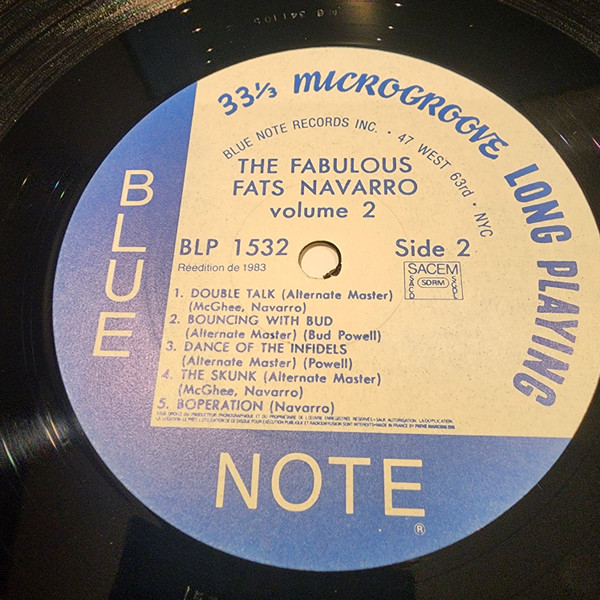 33⅓ MICROGROOVE LONG PLAYING
BLUE NOTE RECORDS INC. • 47 WEST 63rd • NYC
THE FABULOUS
FATS NAVARRO
volume 2
BLP 1532 Side 2
Réédition de 1983
SACEM
SACD SDRM SGDL
1. DOUBLE TALK (Alternate Master)
(McGhee, Navarro)
2. BOUNCING WITH BUD
(Alternate Master) (Bud Powell)
3. DANCE OF THE INFIDELS
(Alternate Master) (Powell)
4. THE SKUNK (Alternate Master)
(McGhee, Navarro)
5. BOPERATION (Navarro)
BLUE
NOTE
®